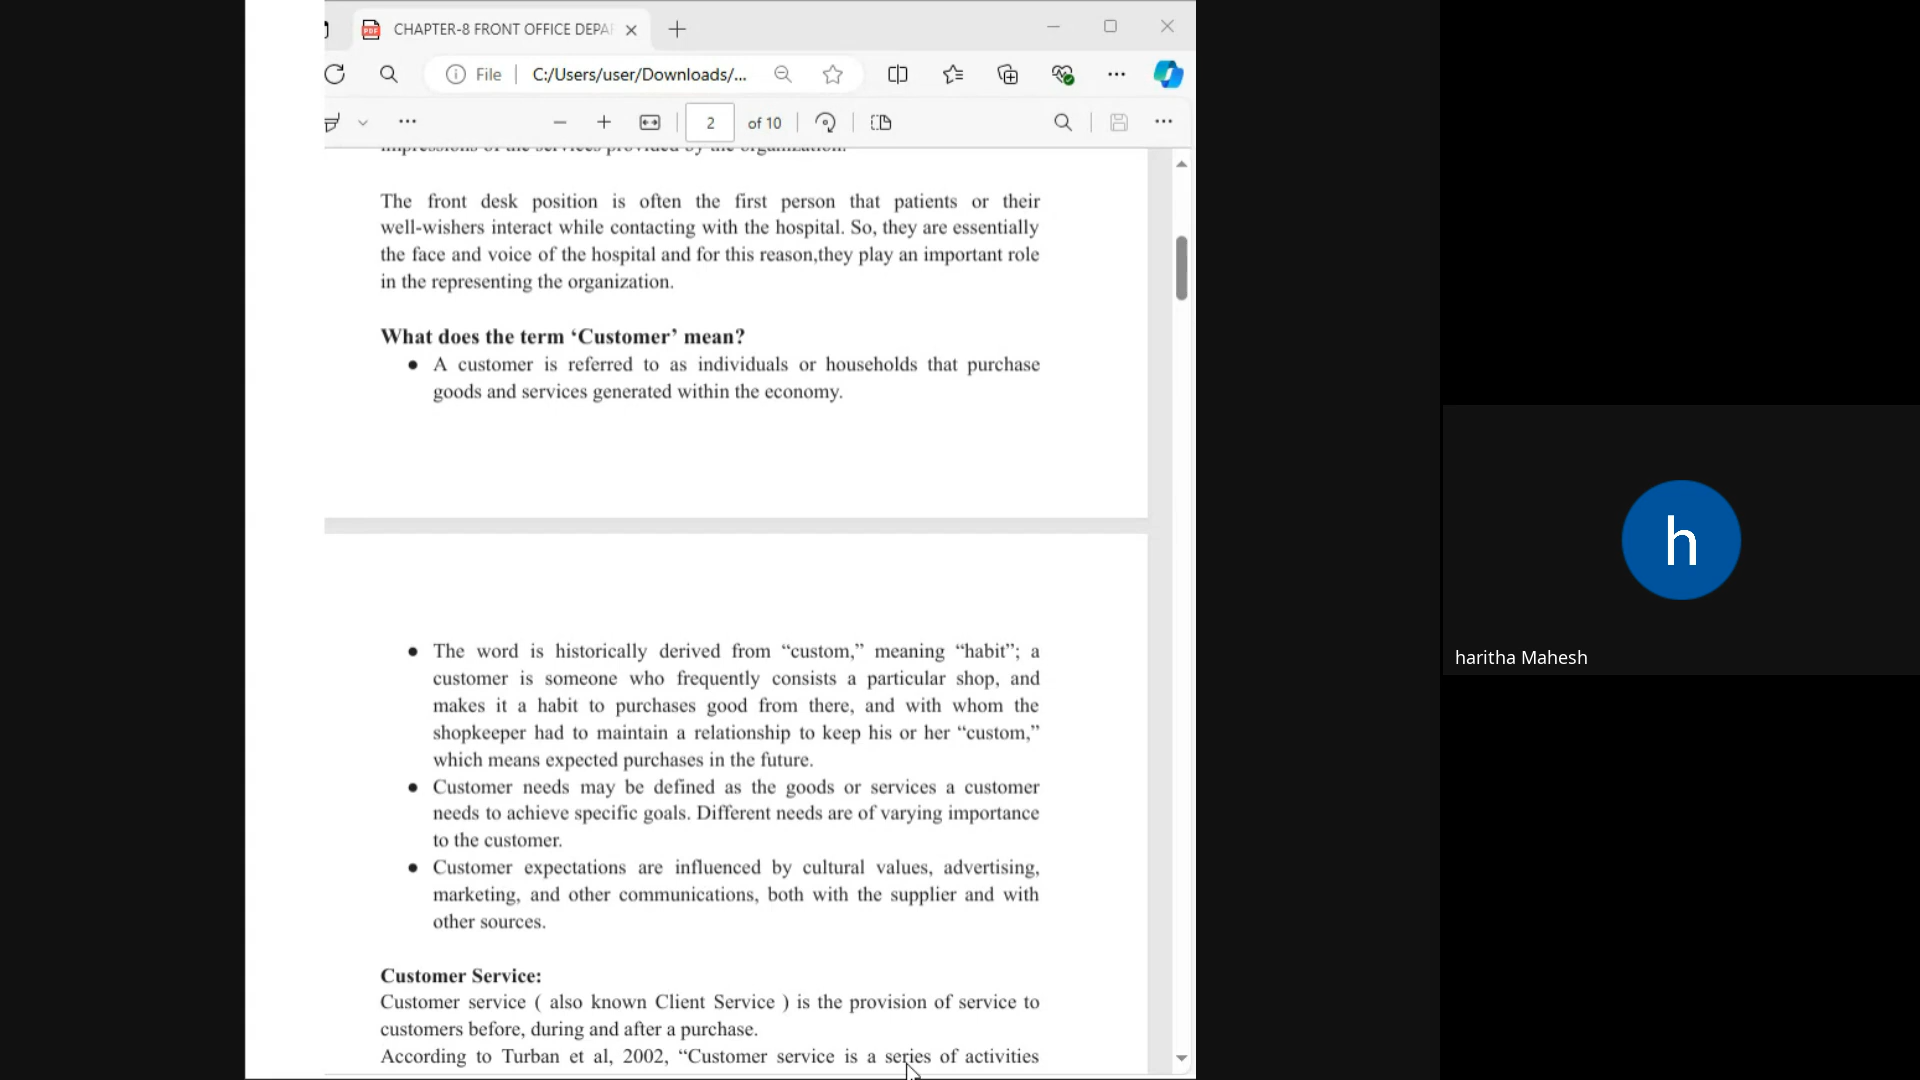 CHAPTER-8 FRONT OFFICE DEPA
File
C:/Users/user/Downloads/...
2 of 10
impressions of the services provided by the organization.
The front desk position is often the first person that patients or their
well-wishers interact while contacting with the hospital. So, they are essentially
the face and voice of the hospital and for this reason,they play an important role
in the representing the organization.
What does the term ‘Customer’ mean?
● A customer is referred to as individuals or households that purchase
goods and services generated within the economy.
● The word is historically derived from “custom,” meaning “habit”; a
customer is someone who frequently consists a particular shop, and
makes it a habit to purchases good from there, and with whom the
shopkeeper had to maintain a relationship to keep his or her “custom,”
which means expected purchases in the future.
● Customer needs may be defined as the goods or services a customer
needs to achieve specific goals. Different needs are of varying importance
to the customer.
● Customer expectations are influenced by cultural values, advertising,
marketing, and other communications, both with the supplier and with
other sources.
Customer Service:
Customer service ( also known Client Service ) is the provision of service to
customers before, during and after a purchase.
According to Turban et al, 2002, “Customer service is a series of activities
h
haritha Mahesh